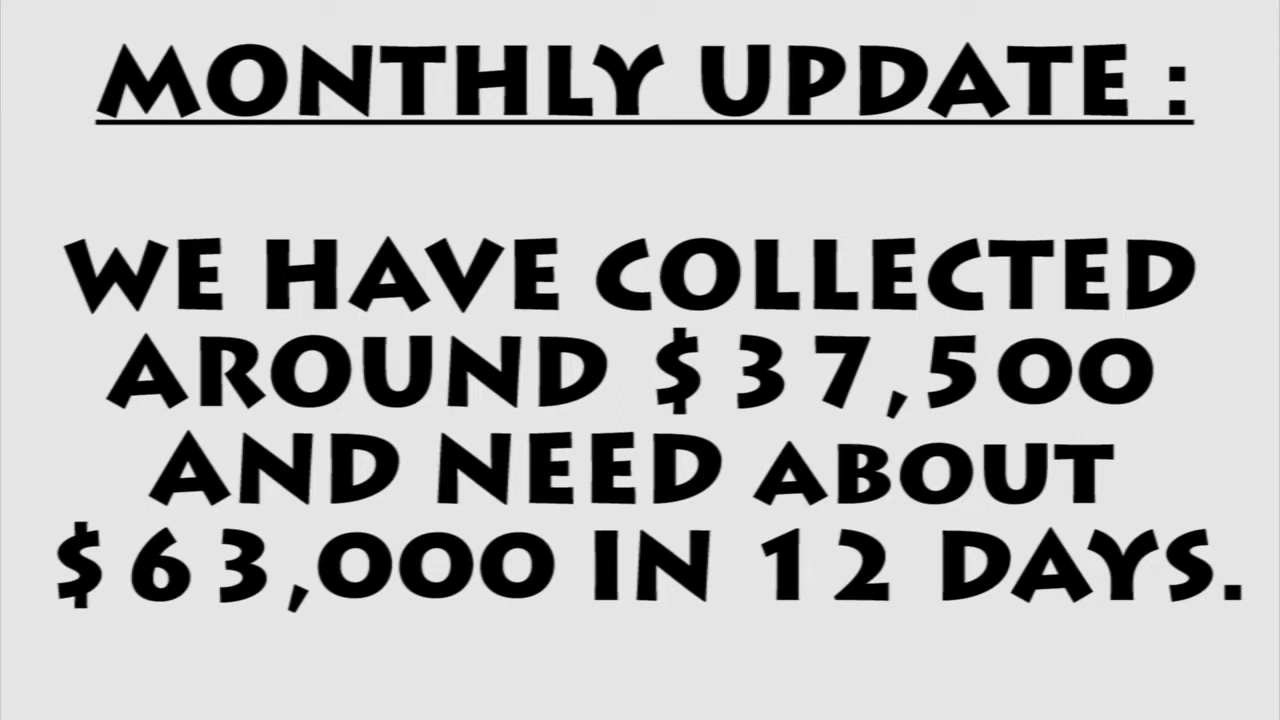 MONTHLY UPDATE :
WE HAVE COLLECTED
AROUND $37,500
AND NEED ABOUT
$63,000 IN 12 DAYS.